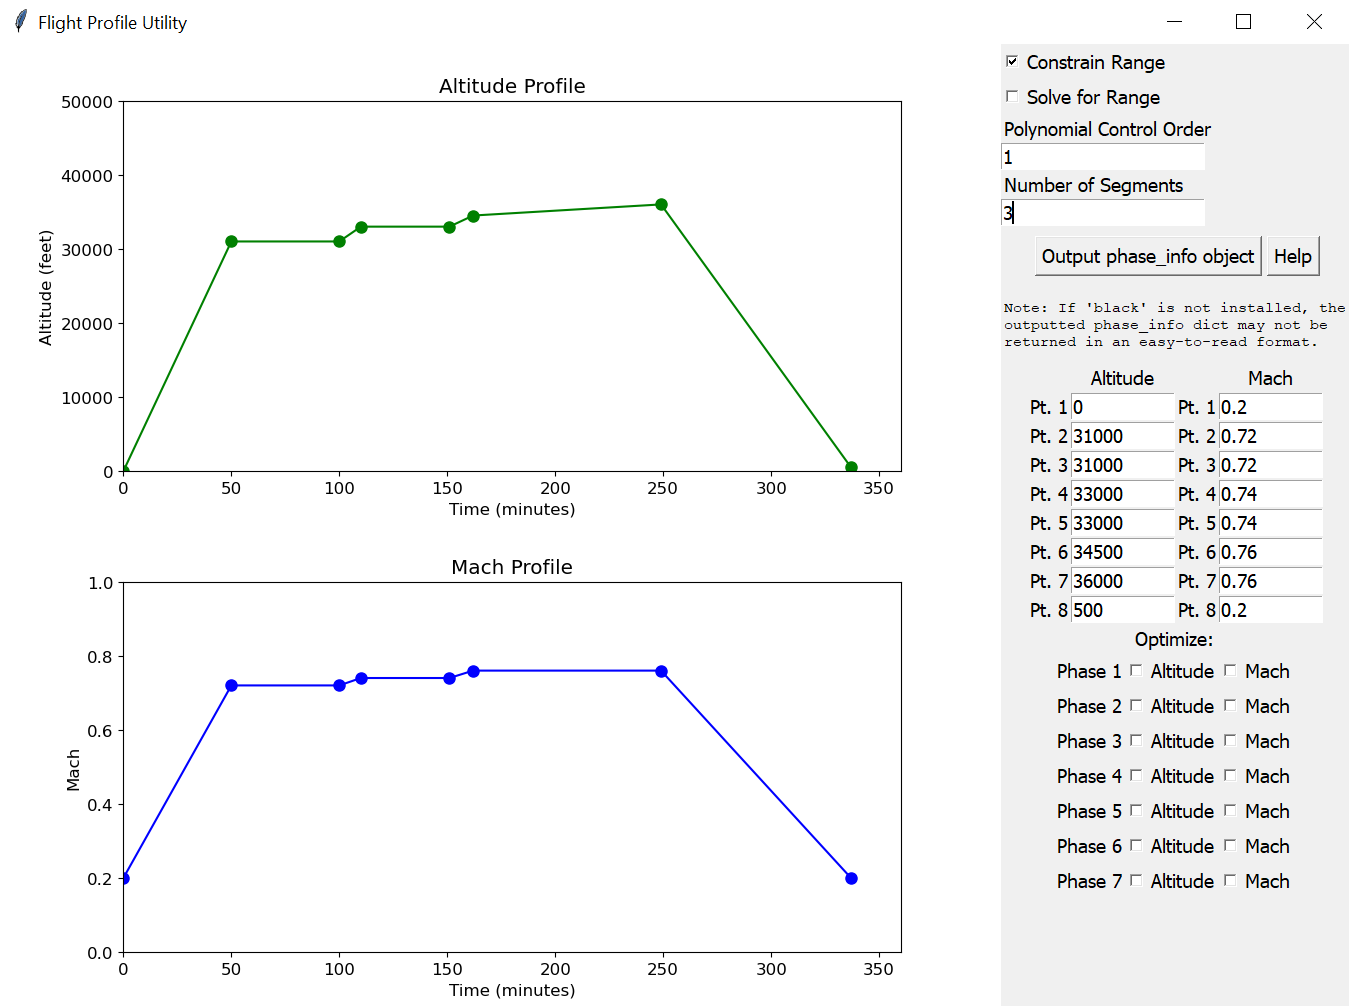 Flight Profile Utility
Altitude Profile
50000
40000
30000
20000
10000
0
Altitude (feet)
0 50 100 150 200 250 300 350
Time (minutes)
Mach Profile
1.0
0.8
0.6
0.4
0.2
0.0
Mach
0 50 100 150 200 250 300 350
Time (minutes)
Constrain Range
Solve for Range
Polynomial Control Order
1
Number of Segments
3
Output phase_info object Help
Note: If 'black' is not installed, the
outputted phase_info dict may not be
returned in an easy-to-read format.
Altitude Mach
Pt. 1 0 Pt. 1 0.2
Pt. 2 31000 Pt. 2 0.72
Pt. 3 31000 Pt. 3 0.72
Pt. 4 33000 Pt. 4 0.74
Pt. 5 33000 Pt. 5 0.74
Pt. 6 34500 Pt. 6 0.76
Pt. 7 36000 Pt. 7 0.76
Pt. 8 500 Pt. 8 0.2
Optimize:
Phase 1 Altitude Mach
Phase 2 Altitude Mach
Phase 3 Altitude Mach
Phase 4 Altitude Mach
Phase 5 Altitude Mach
Phase 6 Altitude Mach
Phase 7 Altitude Mach